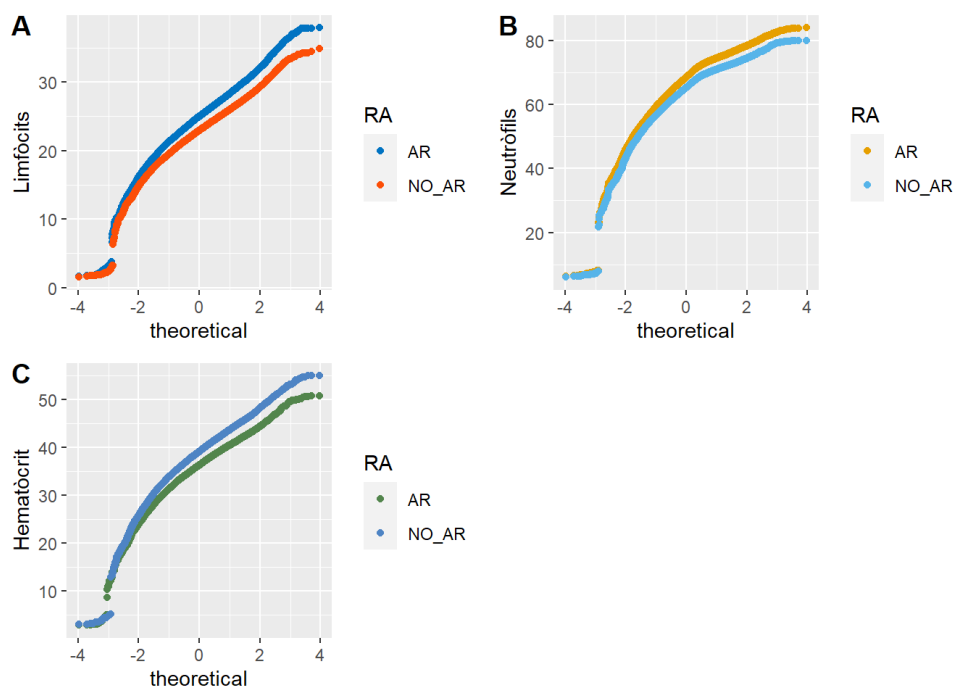 A
Limfòcits
30
20
10
0
-4 -2 0 2 4
theoretical
RA
AR
NO_AR
B
Neutròfils
80
60
40
20
-4 -2 0 2 4
theoretical
RA
AR
NO_AR
C
Hematòcrit
50
40
30
20
10
-4 -2 0 2 4
theoretical
RA
AR
NO_AR